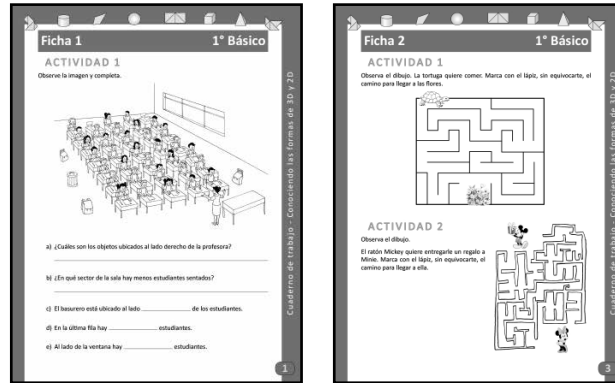 Ficha 1
1° Básico
ACTIVIDAD 1
Observe la imagen y completa.
a) ¿Cuáles son los objetos ubicados al lado derecho de la profesora?
b) ¿En qué sector de la sala hay menos estudiantes sentados?
c) El basurero está ubicado al lado ______________ de los estudiantes.
d) En la última fila hay ______________ estudiantes.
e) Al lado de la ventana hay ______________ estudiantes.
Cuaderno de trabajo - Conociendo las formas de 3D y 2D
1
Ficha 2
1° Básico
ACTIVIDAD 1
Observa el dibujo. La tortuga quiere comer. Marca con el lápiz, sin equivocarte, el
camino para llegar a las flores.
ACTIVIDAD 2
Observa el dibujo.
El ratón Mickey quiere entregarle un regalo a
Minie. Marca con el lápiz, sin equivocarte, el
camino para llegar a ella.
Cuaderno de trabajo - Conociendo las formas de 3D y 2D
3